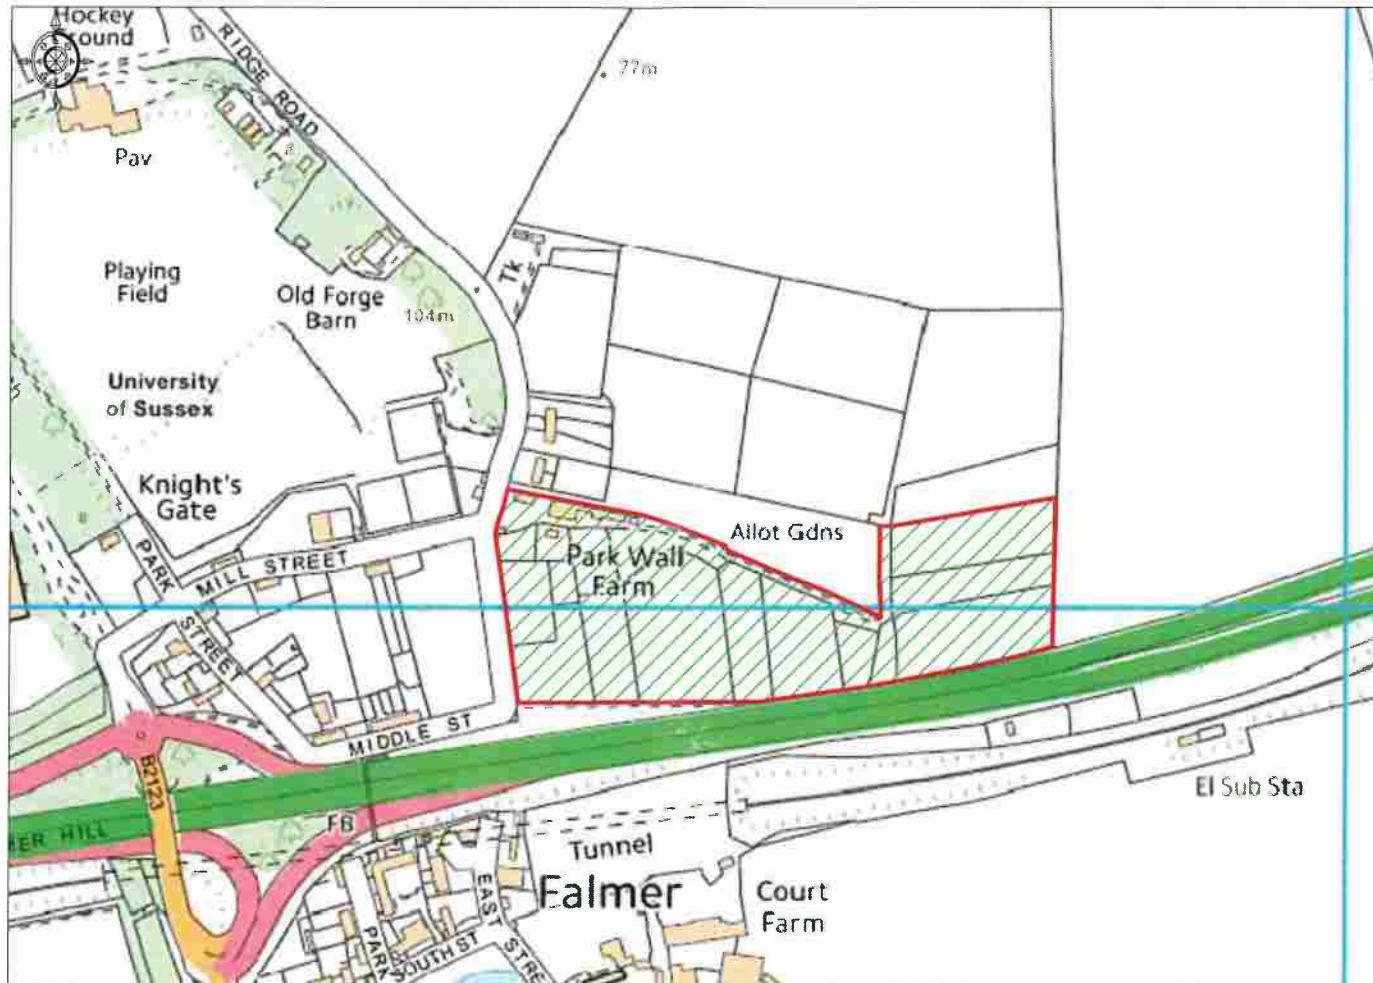 Hockey
Ground
RIDGE ROAD
77m
Pav
Tk
Playing
Field
Old Forge
Barn
104m
University
of Sussex
Knight's
Gate
Allot Gdns
Park Wall
Farm
MILL STREET
PARK
STREET
MIDDLE ST
B2123
El Sub Sta
FB
Tunnel
Falmer
Court
Farm
EAST STRE
PARK
SOUTH ST